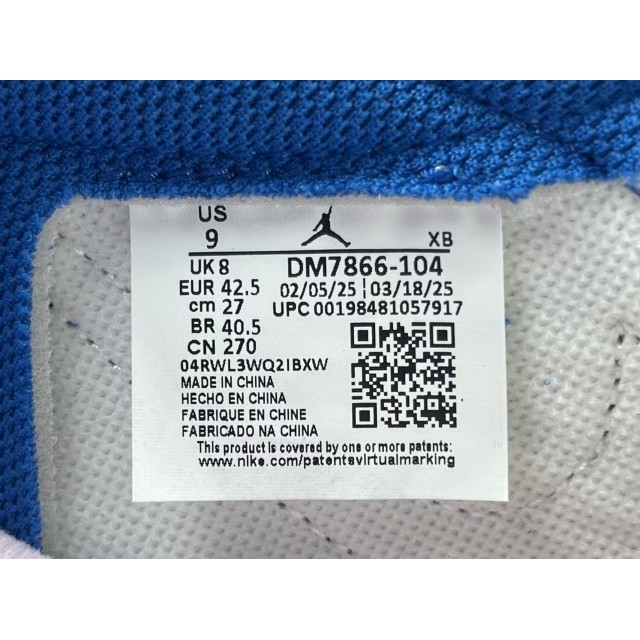 US
9 XB
UK 8 DM7866-104
EUR 42.5 02/05/25 | 03/18/25
cm 27 UPC 00198481057917
BR 40.5
CN 270
04RWL3WQ2IBXW
MADE IN CHINA
HECHO EN CHINA
FABRIQUE EN CHINE
FABRICADO NA CHINA
This product is covered by one or more patents:
www.nike.com/patentsvirtualmarking